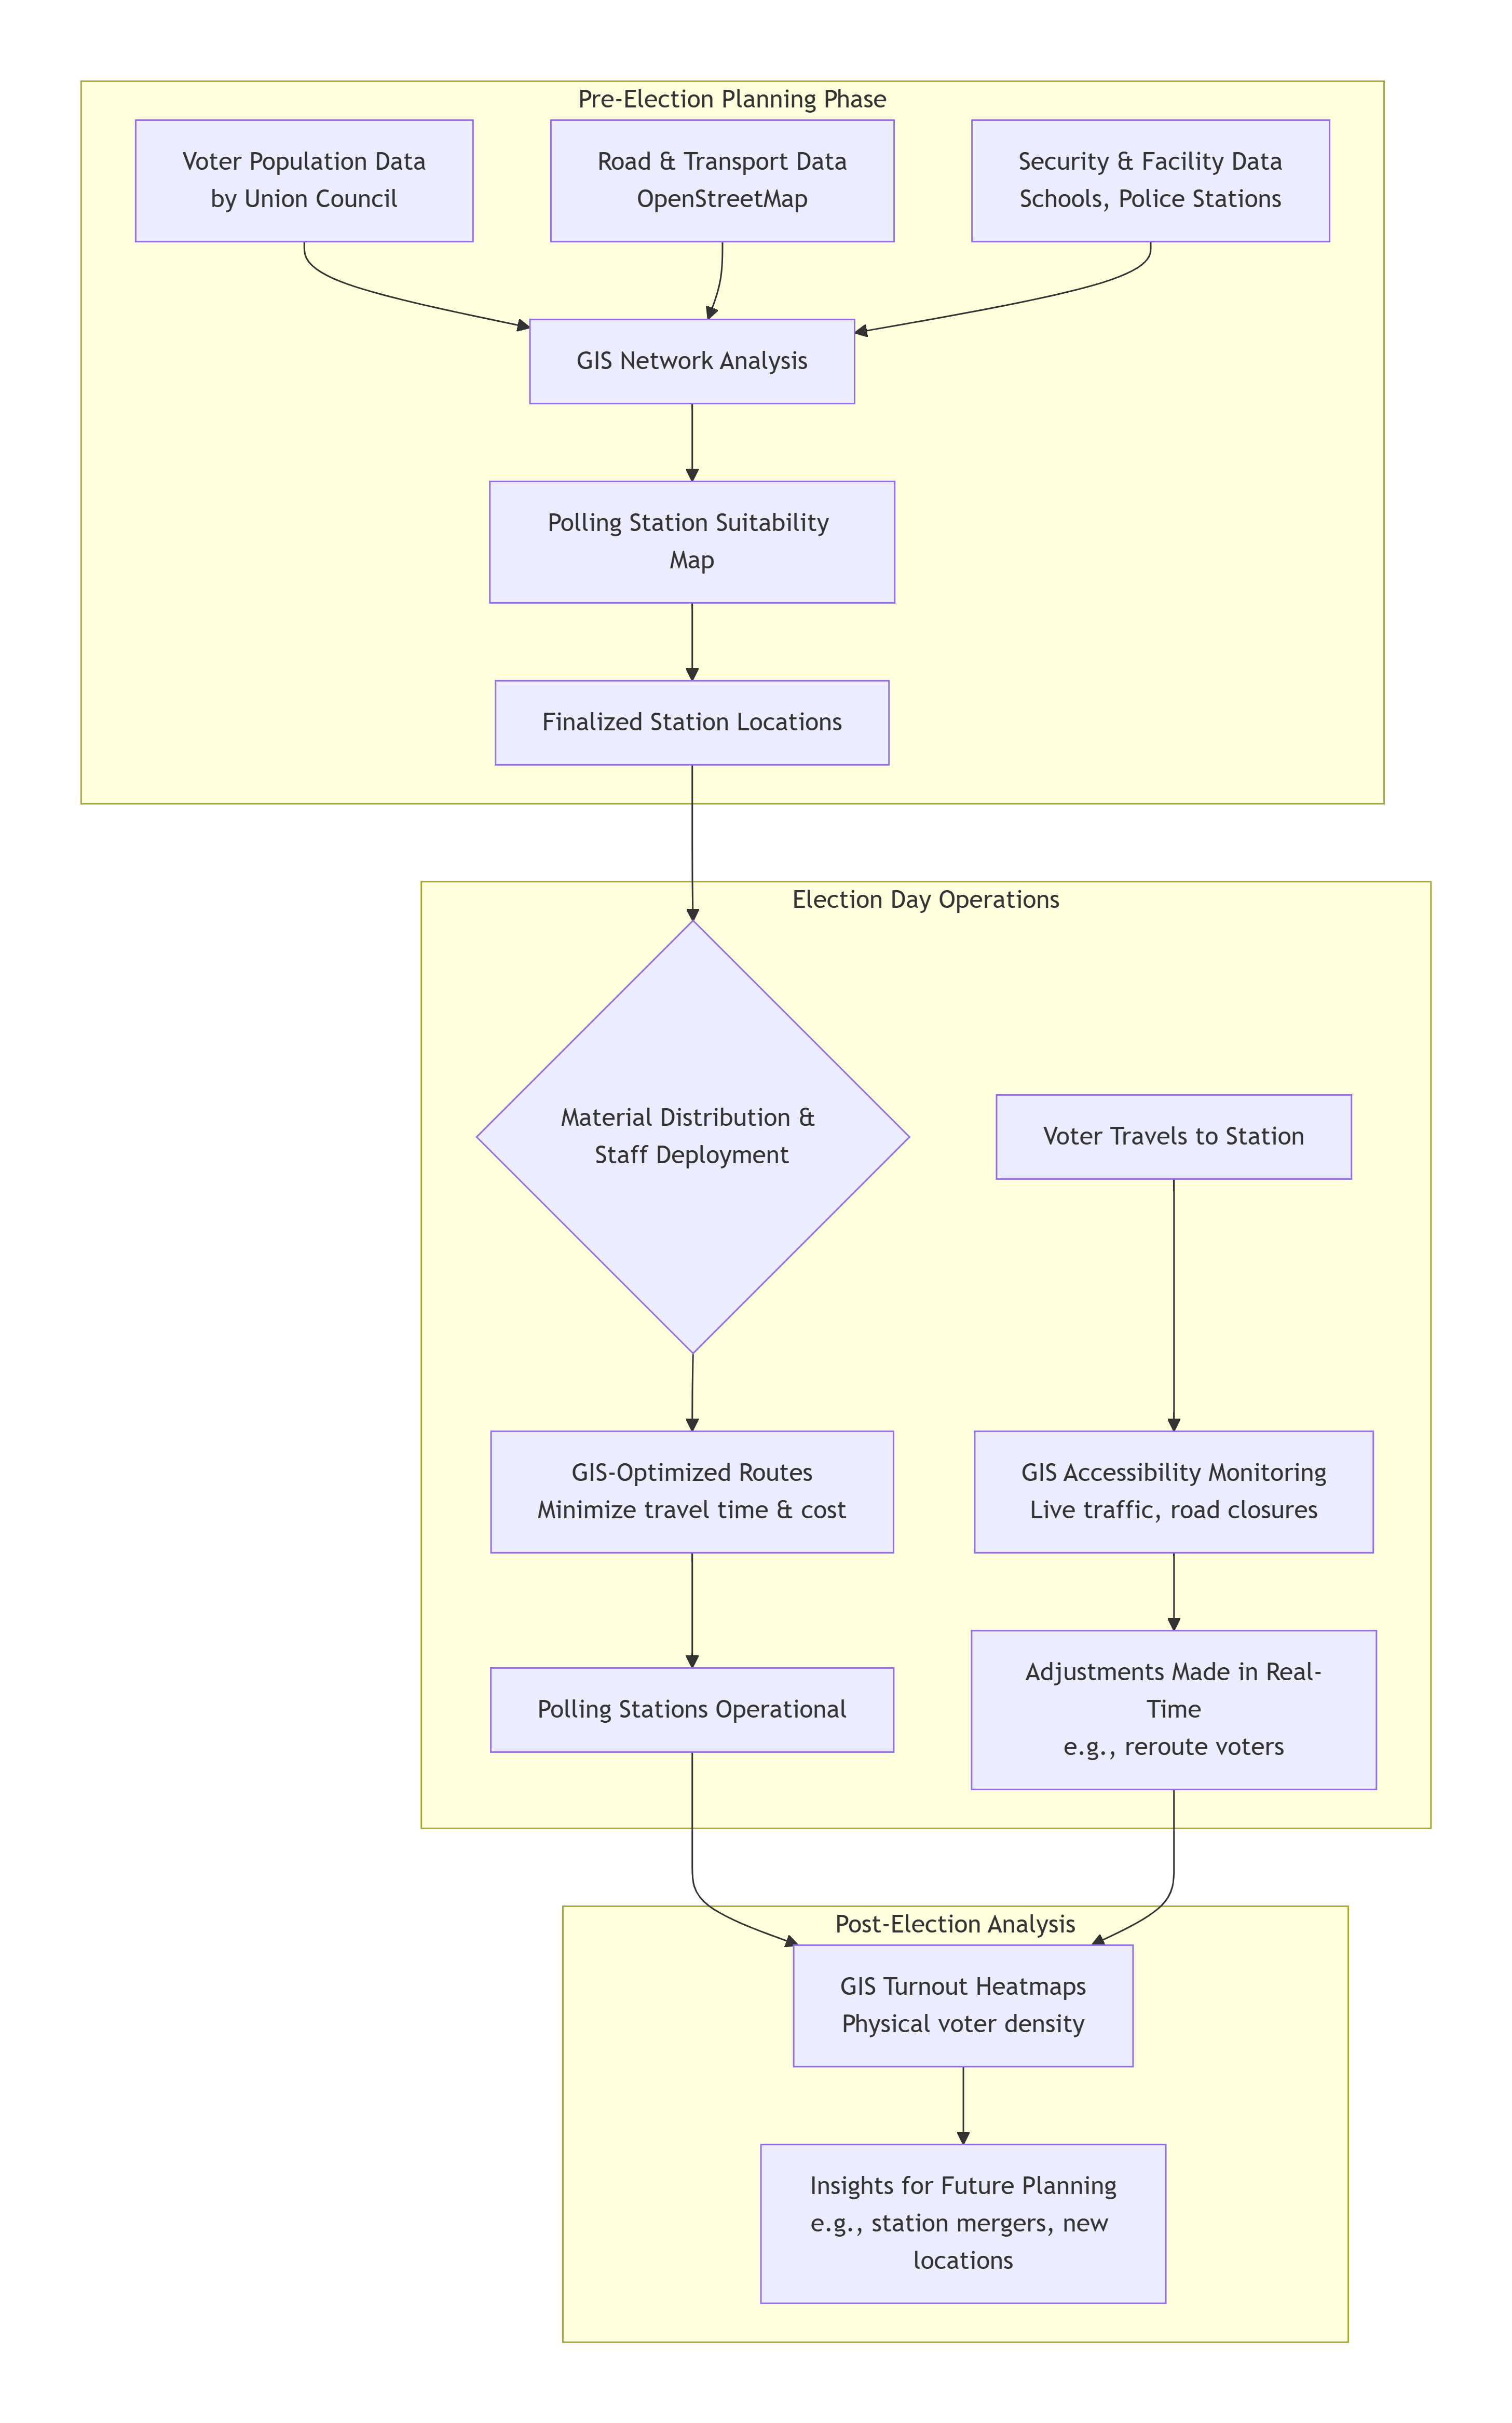 Pre-Election Planning Phase
Voter Population Data
by Union Council
Road & Transport Data
OpenStreetMap
Security & Facility Data
Schools, Police Stations
GIS Network Analysis
Polling Station Suitability
Map
Finalized Station Locations
Election Day Operations
Material Distribution &
Staff Deployment
Voter Travels to Station
GIS-Optimized Routes
Minimize travel time & cost
GIS Accessibility Monitoring
Live traffic, road closures
Polling Stations Operational
Adjustments Made in Real-
Time
e.g., reroute voters
Post-Election Analysis
GIS Turnout Heatmaps
Physical voter density
Insights for Future Planning
e.g., station mergers, new
locations